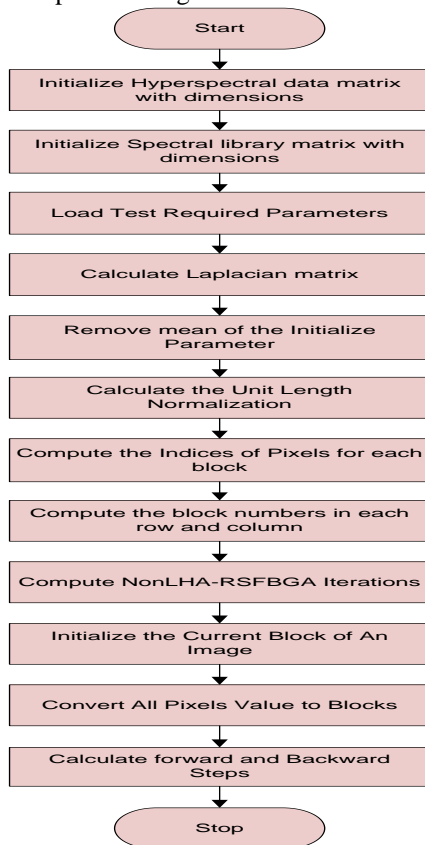 Start
Initialize Hyperspectral data matrix
with dimensions
Initialize Spectral library matrix with
dimensions
Load Test Required Parameters
Calculate Laplacian matrix
Remove mean of the Initialize
Parameter
Calculate the Unit Length
Normalization
Compute the Indices of Pixels for each
block
Compute the block numbers in each
row and column
Compute NonLHA-RSFBGA Iterations
Initialize the Current Block of An
Image
Convert All Pixels Value to Blocks
Calculate forward and Backward
Steps
Stop